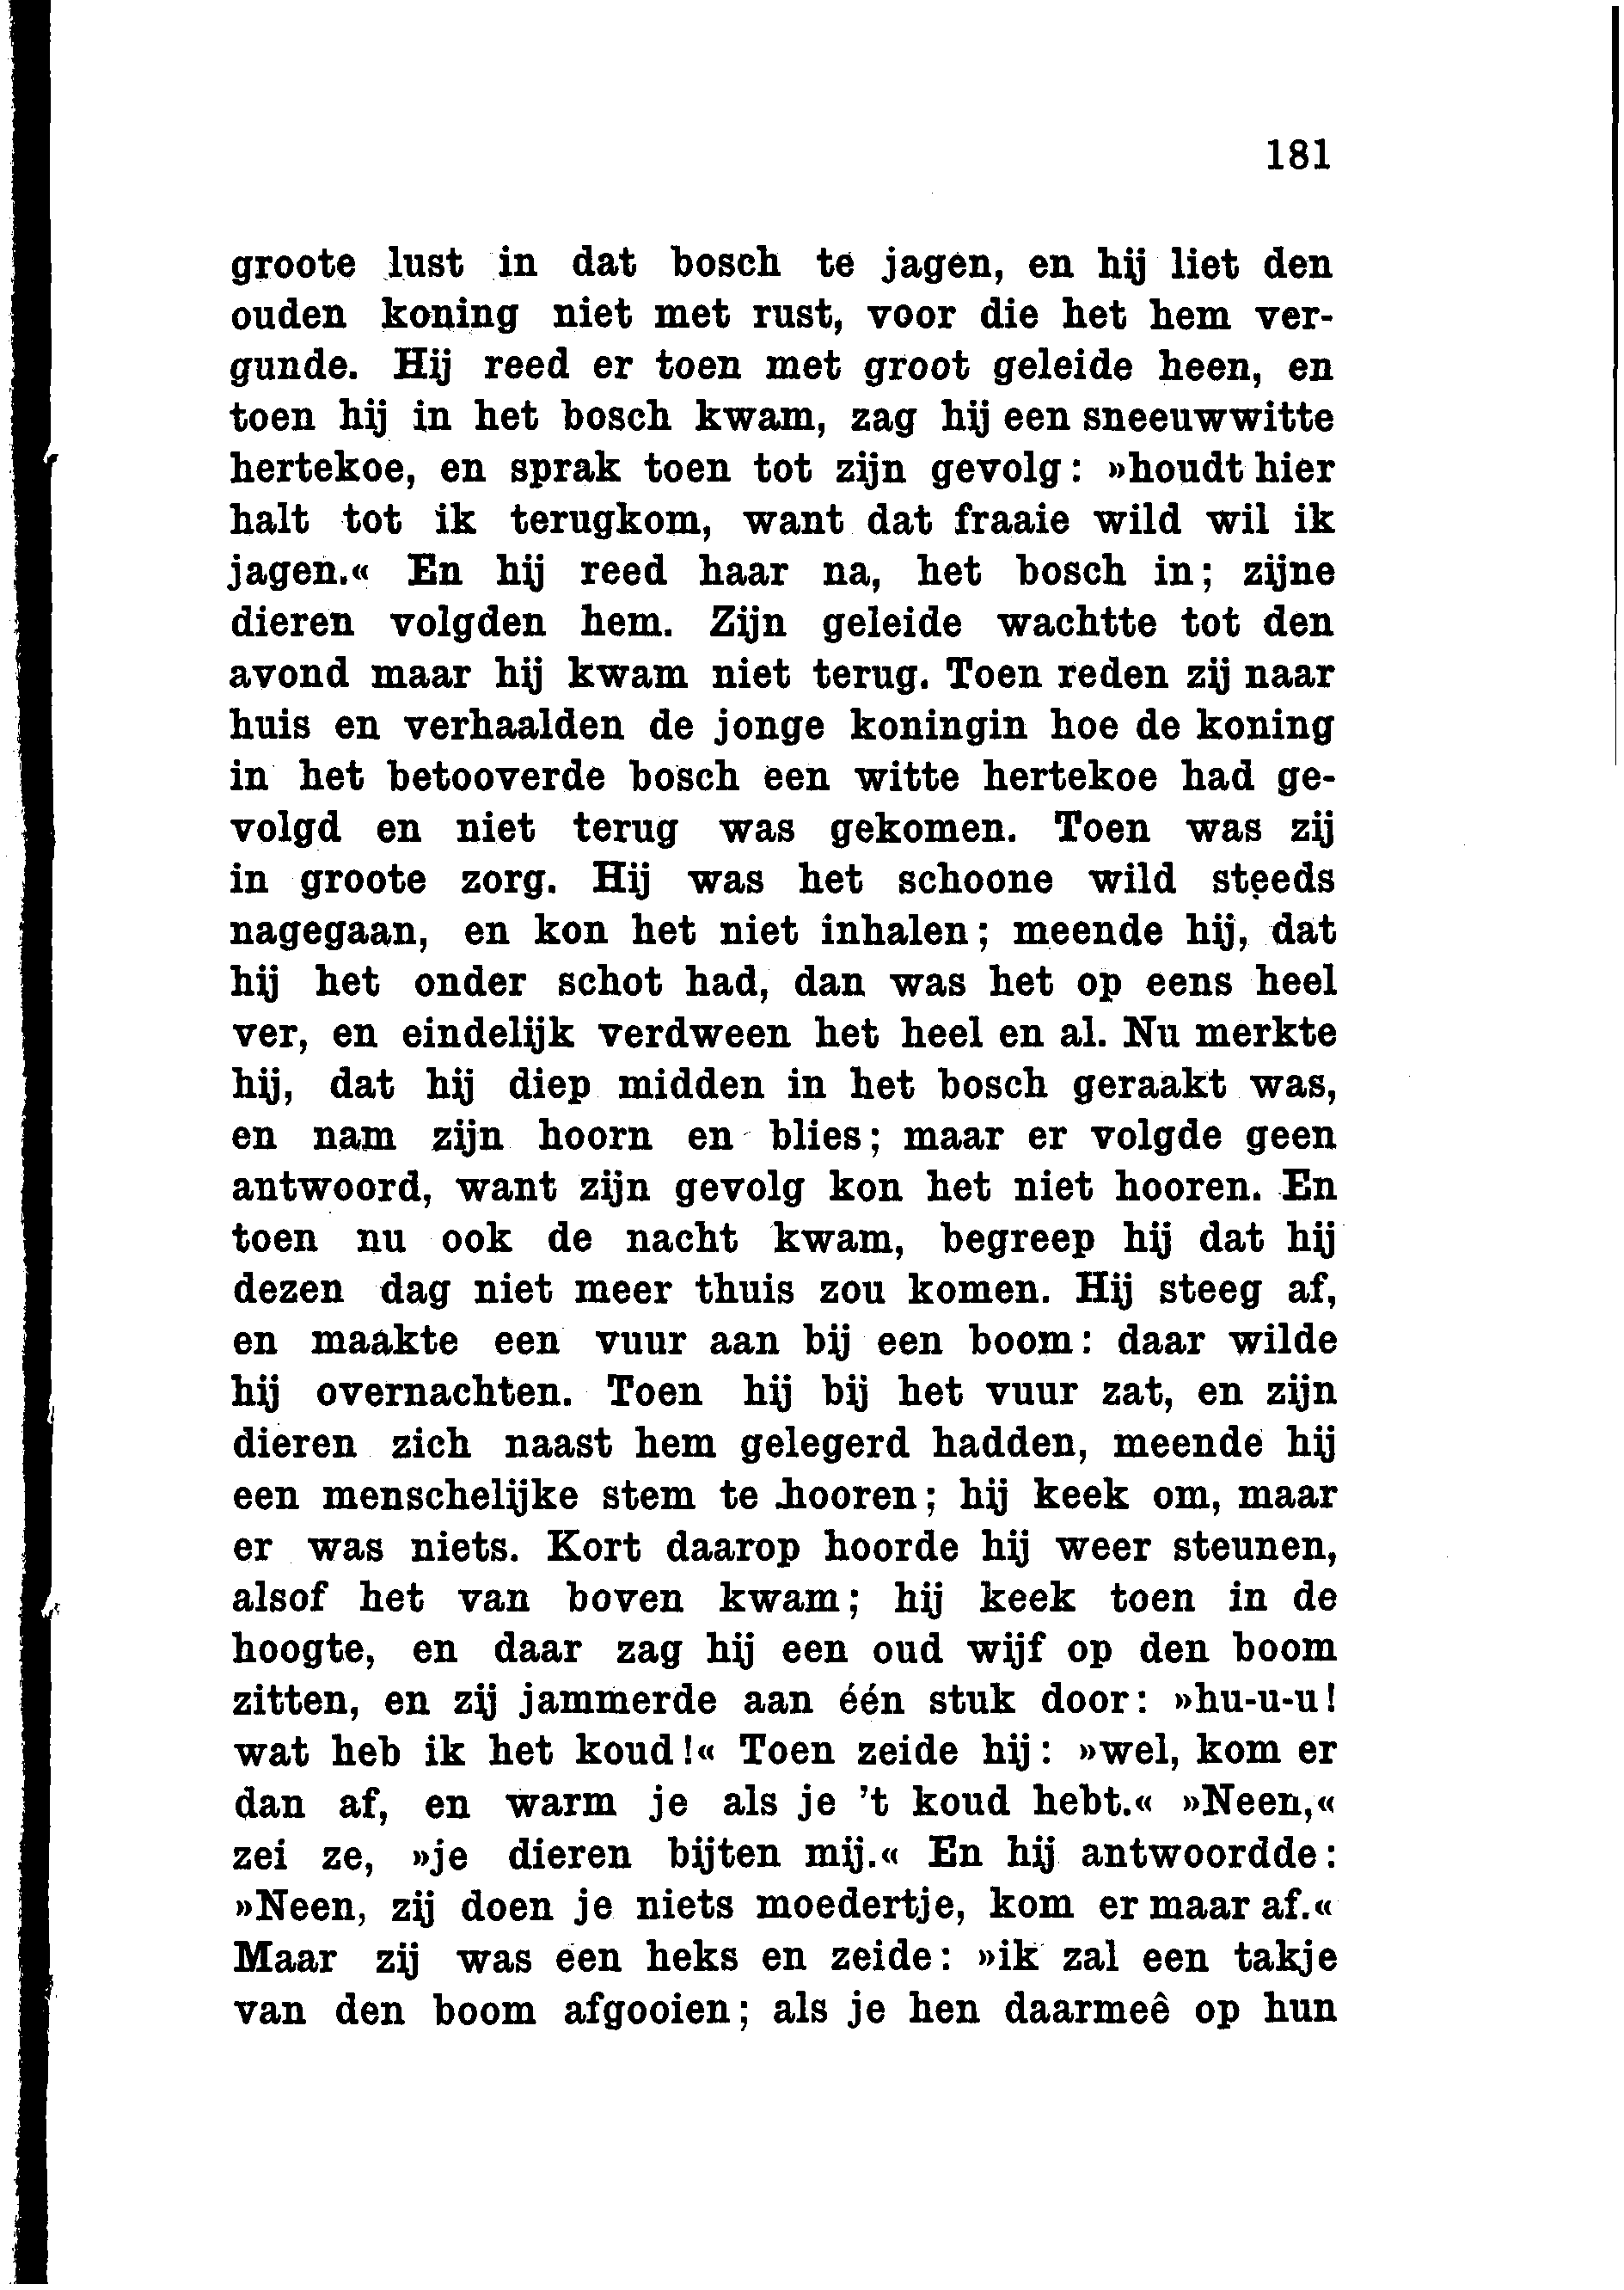 181
groote lust in dat bosch te jagen, en hij liet den
ouden koning niet met rust, voor die het hem ver-
gunde. Hij reed er toen met groot geleide heen, en
toen hij in het bosch kwam, zag hij een sneeuwwitte
hertekoe, en sprak toen tot zijn gevolg: »houdt hier
halt tot ik terugkom, want dat fraaie wild wil ik
jagen.« En hij reed haar na, het bosch in; zijne
dieren volgden hem. Zijn geleide wachtte tot den
avond maar hij kwam niet terug. Toen reden zij naar
huis en verhaalden de jonge koningin hoe de koning
in het betooverde bosch een witte hertekoe had ge-
volgd en niet terug was gekomen. Toen was zij
in groote zorg. Hij was het schoone wild steeds
nagegaan, en kon het niet inhalen; meende hij, dat
hij het onder schot had, dan was het op eens heel
ver, en eindelijk verdween het heel en al. Nu merkte
hij, dat hij diep midden in het bosch geraakt was,
en nam zijn hoorn en blies; maar er volgde geen
antwoord, want zijn gevolg kon het niet hooren. En
toen nu ook de nacht kwam, begreep hij dat hij
dezen dag niet meer thuis zou komen. Hij steeg af,
en maakte een vuur aan bij een boom: daar wilde
hij overnachten. Toen hij bij het vuur zat, en zijn
dieren zich naast hem gelegerd hadden, meende hij
een menschelijke stem te hooren; hij keek om, maar
er was niets. Kort daarop hoorde hij weer steunen,
alsof het van boven kwam; hij keek toen in de
hoogte, en daar zag hij een oud wijf op den boom
zitten, en zij jammerde aan één stuk door: »hu-u-u!
wat heb ik het koud!« Toen zeide hij: »wel, kom er
dan af, en warm je als je 't koud hebt.« »Neen,«
zei ze, »je dieren bijten mij.« En hij antwoordde:
»Neen, zij doen je niets moedertje, kom er maar af.«
Maar zij was een heks en zeide: »ik zal een takje
van den boom afgooien; als je hen daarmeê op hun